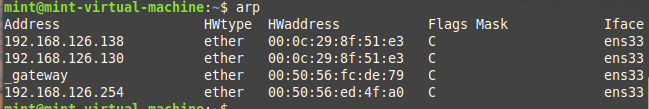 mint@mint-virtual-machine:~$ arp
Address HWtype HWaddress Flags Mask Iface
192.168.126.138 ether 00:0c:29:8f:51:e3 C ens33
192.168.126.130 ether 00:0c:29:8f:51:e3 C ens33
_gateway ether 00:50:56:fc:de:79 C ens33
192.168.126.254 ether 00:50:56:ed:4f:a0 C ens33
mint@mint-virtual-machine:~$